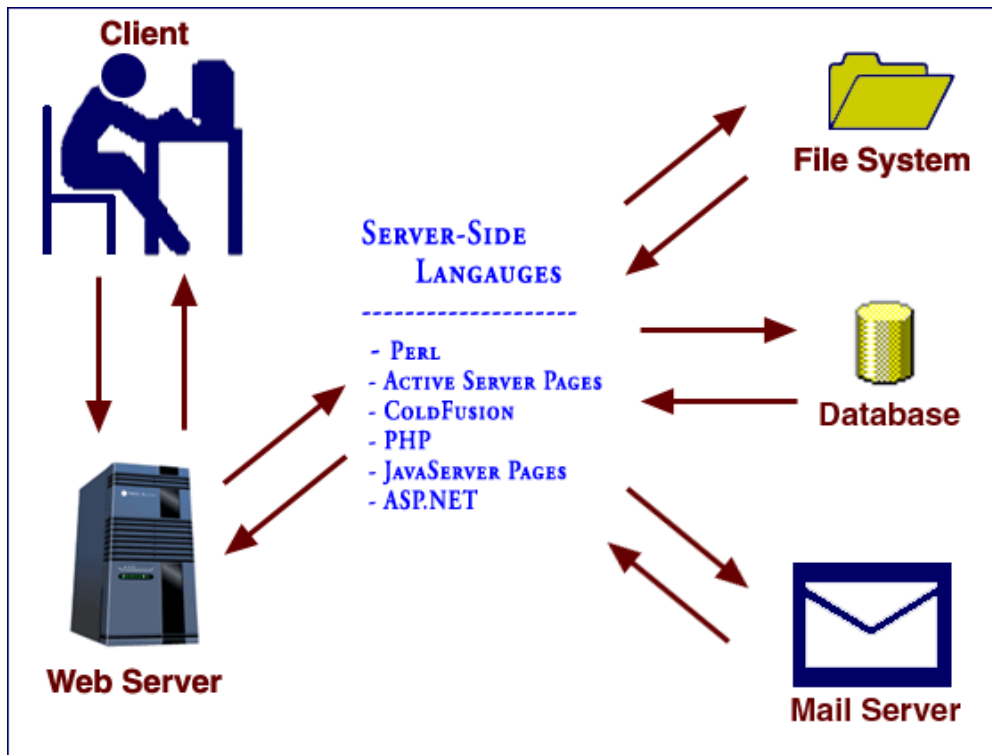 Client
File System
Server-Side
Langauges
--------------------
- Perl
- Active Server Pages
- ColdFusion
- PHP
- JavaServer Pages
- ASP.NET
Database
Web Server
Mail Server